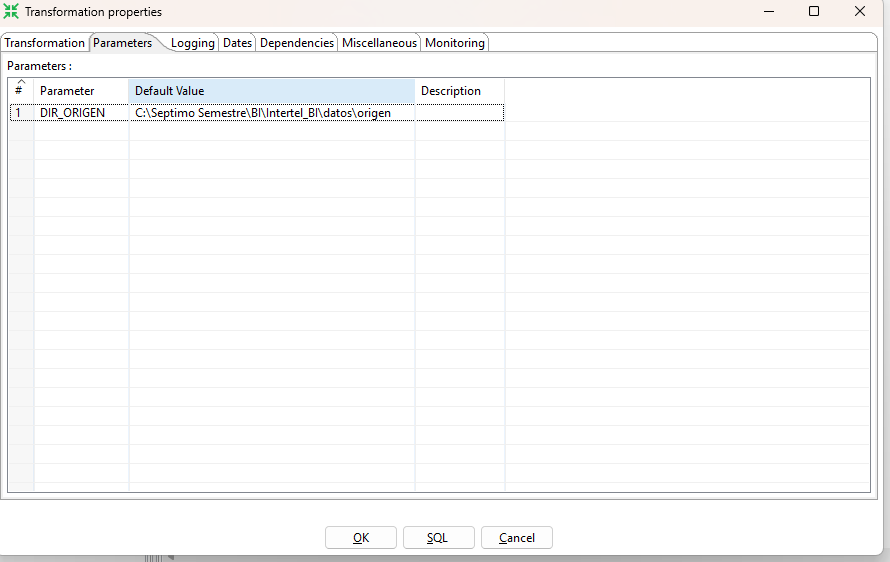 Transformation properties
Transformation Parameters Logging Dates Dependencies Miscellaneous Monitoring
Parameters :
# Parameter Default Value Description
1 DIR_ORIGEN C:\Septimo Semestre\BI\Intertel_BI\datos\origen
OK SQL Cancel